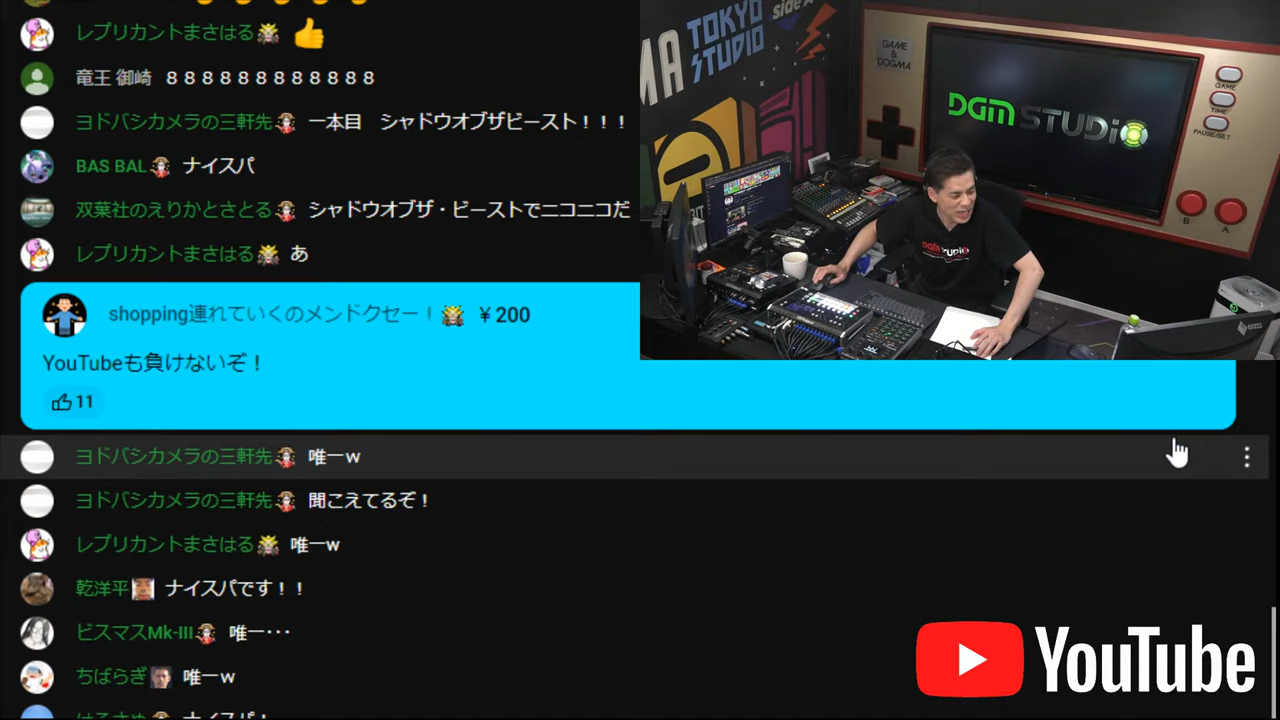 レプリカントまさはる 👍
竜王 御崎 ８８８８８８８８８８８８
ヨドバシカメラの三軒先 一本目　シャドウオブザビースト！！！
BAS BAL ナイスパ
双葉社のえりかとさとる シャドウオブザ・ビーストでニコニコだ
レプリカントまさはる あ
shopping連れていくのメンドクセー！ ￥200
YouTubeも負けないぞ！
11
ヨドバシカメラの三軒先 唯一ｗ
ヨドバシカメラの三軒先 聞こえてるぞ！
レプリカントまさはる 唯一w
乾洋平 ナイスパです！！
ビスマスMk-III 唯一･･･
ちばらぎ 唯一w
TOKYO
STUDIO
side A
MA
GAME
& DOGMA
DGM STUDiO
GAME
TIME
PAUSE/SET
B
A
DGM STUDiO
YouTube